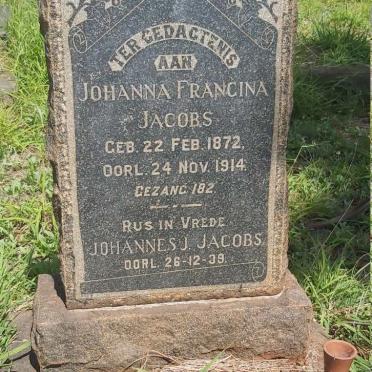 TER GEDACTENIS
AAN
JOHANNA FRANCINA
JACOBS
GEB. 22 FEB. 1872.
OORL. 24 NOV. 1914.
GEZANG 182
RUS IN VREDE
JOHANNES J. JACOBS
OORL. 26-12-39.